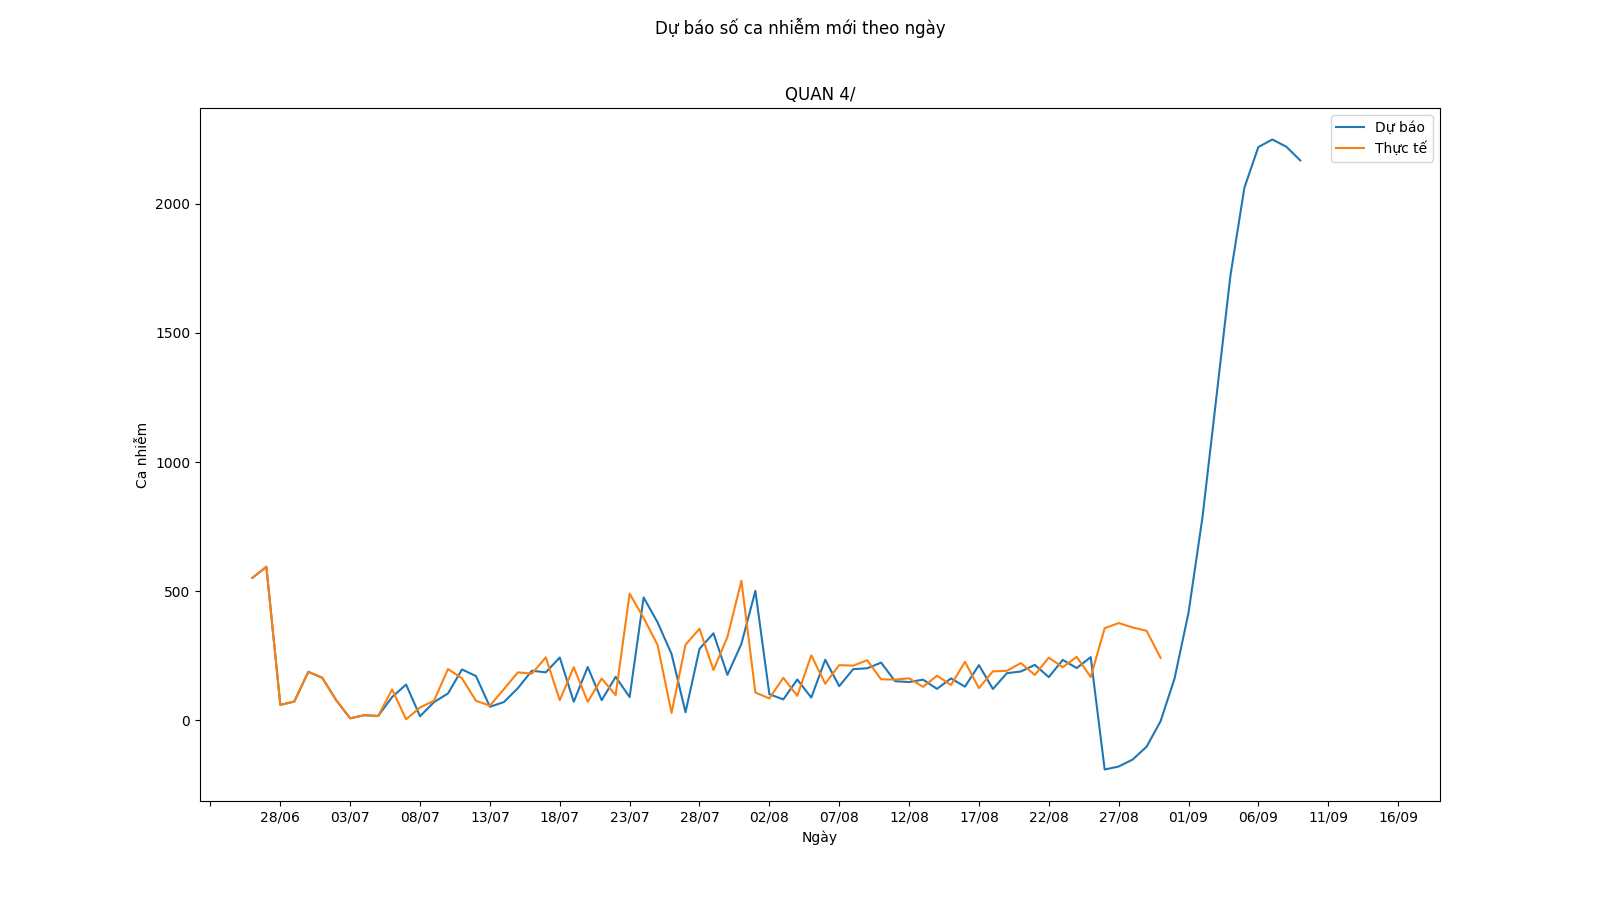 Dự báo số ca nhiễm mới theo ngày
QUAN 4/
Dự báo
Thực tế
2000
1500
1000
500
0
Ca nhiễm
28/06 03/07 08/07 13/07 18/07 23/07 28/07 02/08 07/08 12/08 17/08 22/08 27/08 01/09 06/09 11/09 16/09
Ngày